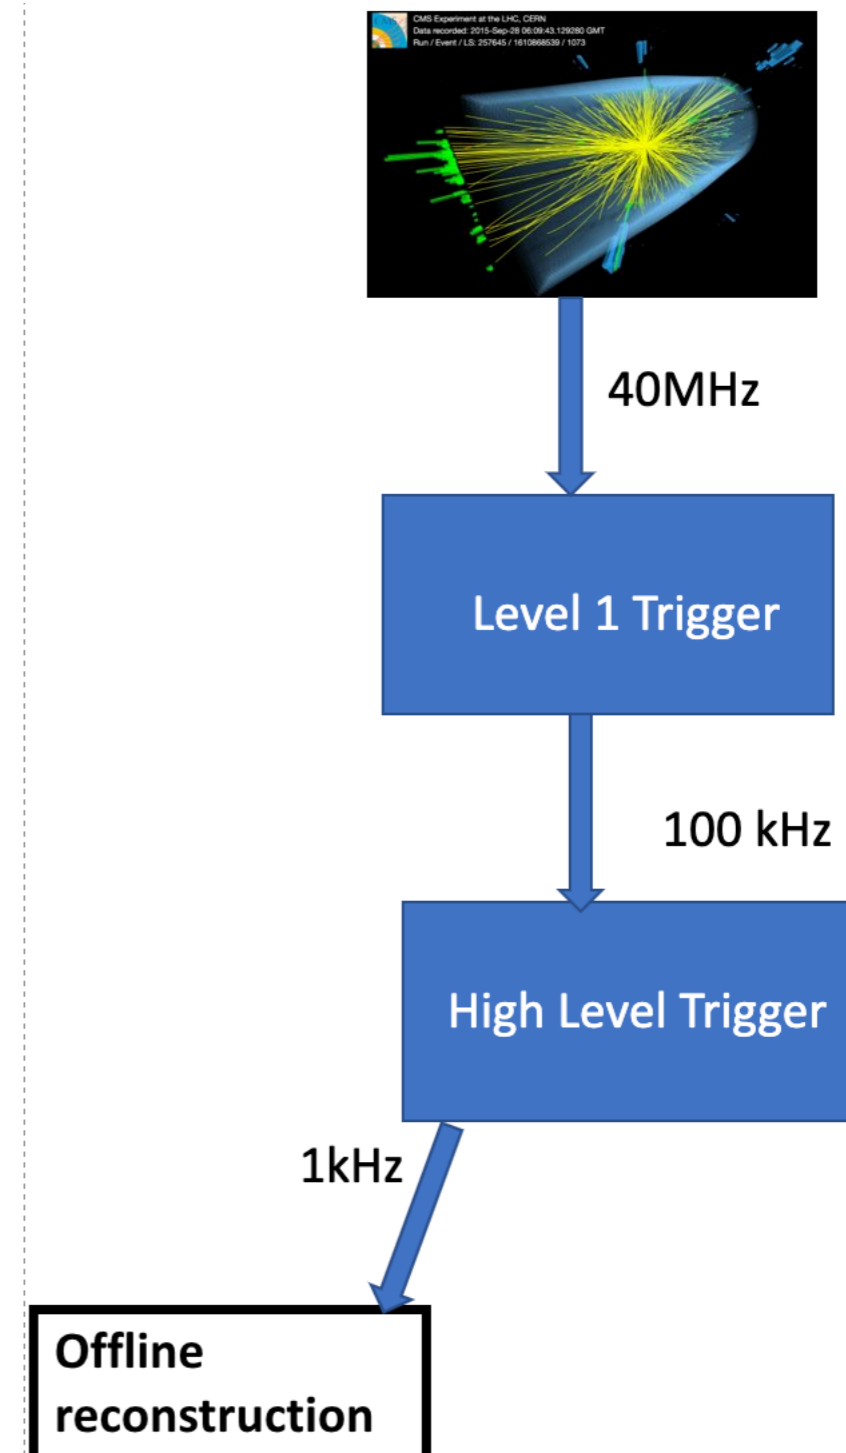 CMS Experiment at the LHC, CERN
Data recorded: 2015-Sep-28 06:09:43.129280 GMT
Run / Event / LS: 257645 / 1610868539 / 1073
40MHz
Level 1 Trigger
100 kHz
High Level Trigger
1kHz
Offline
reconstruction